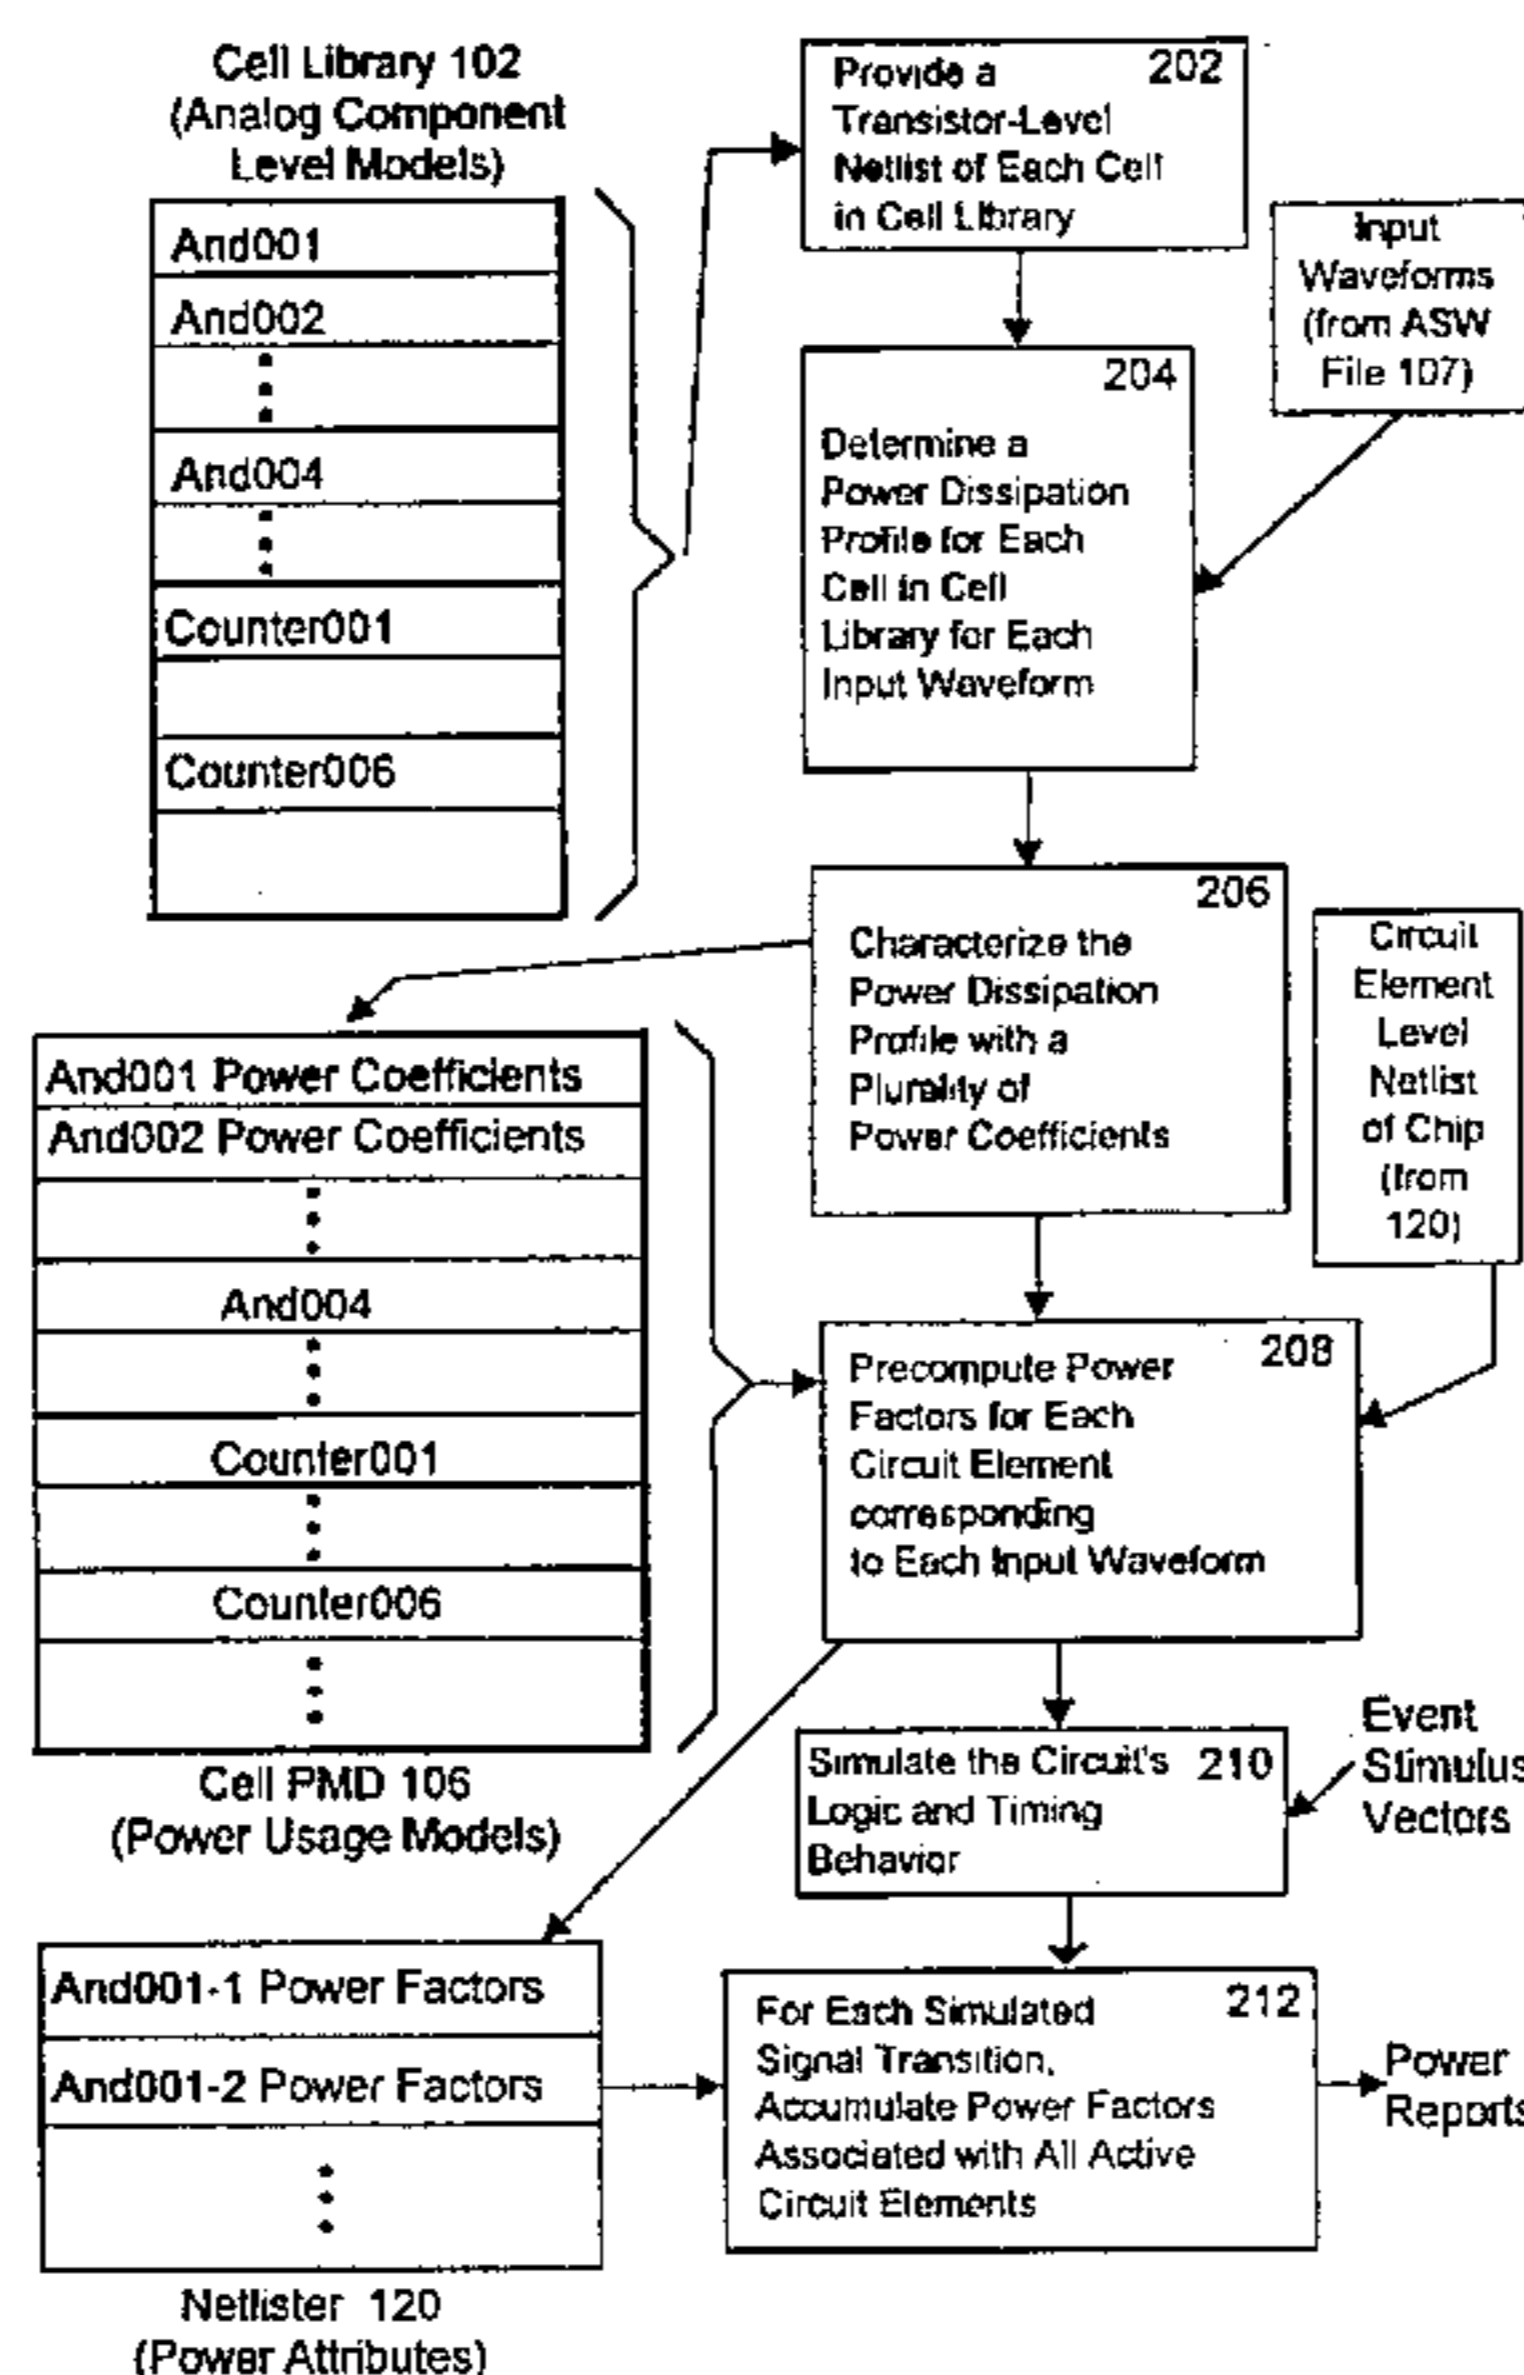 Cell Library 102
(Analog Component
Level Models)
And001
And002
And004
Counter001
Counter006
202
Provide a
Transistor-Level
Netlist of Each Cell
in Cell Library
Input
Waveforms
(from ASW
File 107)
204
Determine a
Power Dissipation
Profile for Each
Cell in Cell
Library for Each
Input Waveform
206
Characterize the
Power Dissipation
Profile with a
Plurality of
Power Coefficients
Circuit
Element
Level
Netlist
of Chip
(from
120)
And001 Power Coefficients
And002 Power Coefficients
And004
Counter001
Counter006
Cell PMD 106
(Power Usage Models)
208
Precompute Power
Factors for Each
Circuit Element
corresponding
to Each Input Waveform
Simulate the Circuit's 210
Logic and Timing
Behavior
Event
Stimulus
Vectors
And001-1 Power Factors
And001-2 Power Factors
Netlister 120
(Power Attributes)
212
For Each Simulated
Signal Transition,
Accumulate Power Factors
Associated with All Active
Circuit Elements
Power
Reports